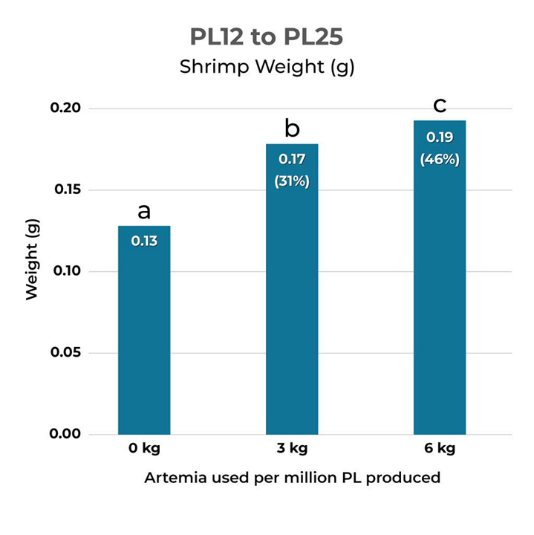 PL12 to PL25
Shrimp Weight (g)
Weight (g)
0.20
0.15
0.10
0.05
0.00
a
0.13
b
0.17
(31%)
c
0.19
(46%)
0 kg
3 kg
6 kg
Artemia used per million PL produced